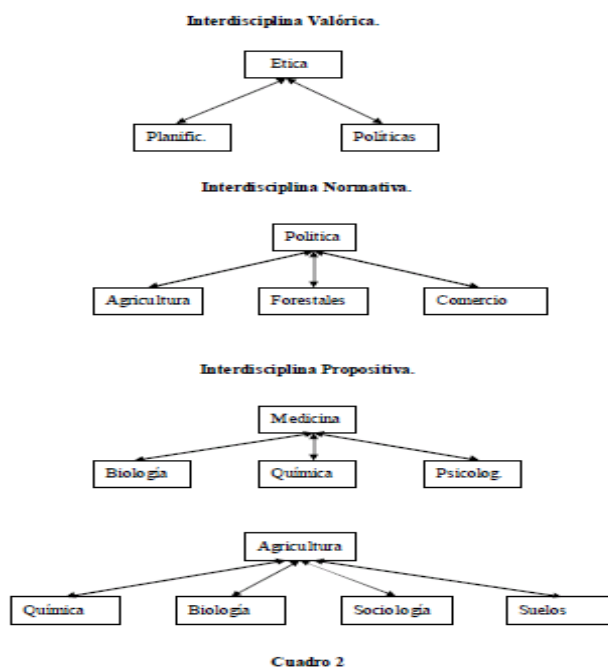 Interdisciplina Valórica.
Etica
Planific. Políticas
Interdisciplina Normativa.
Política
Agricultura Forestales Comercio
Interdisciplina Propositiva.
Medicina
Biología Química Psicolog.
Agricultura
Química Biología Sociología Suelos
Cuadro 2